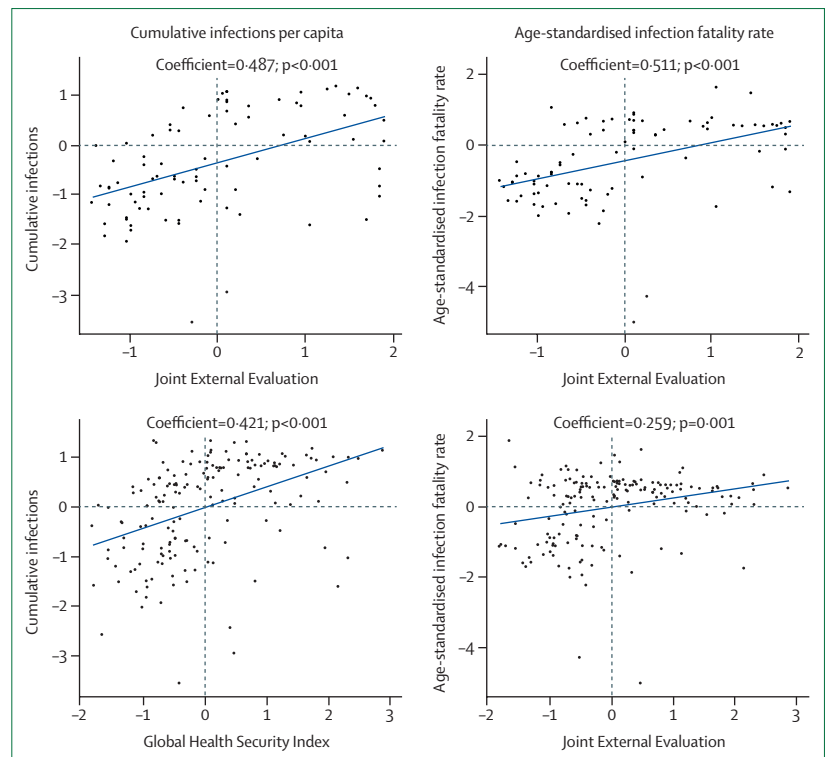 Cumulative infections per capita
Coefficient=0·487; p<0·001
Cumulative infections
1
0
–1
–2
–3
–1
0
1
2
Joint External Evaluation
Age-standardised infection fatality rate
Coefficient=0·511; p<0·001
Age-standardised infection fatality rate
2
0
–2
–4
–1
0
1
2
Joint External Evaluation
Coefficient=0·421; p<0·001
Cumulative infections
1
0
–1
–2
–3
–2
–1
0
1
2
3
Global Health Security Index
Coefficient=0·259; p=0·001
Age-standardised infection fatality rate
2
0
–2
–4
–2
–1
0
1
2
3
Joint External Evaluation